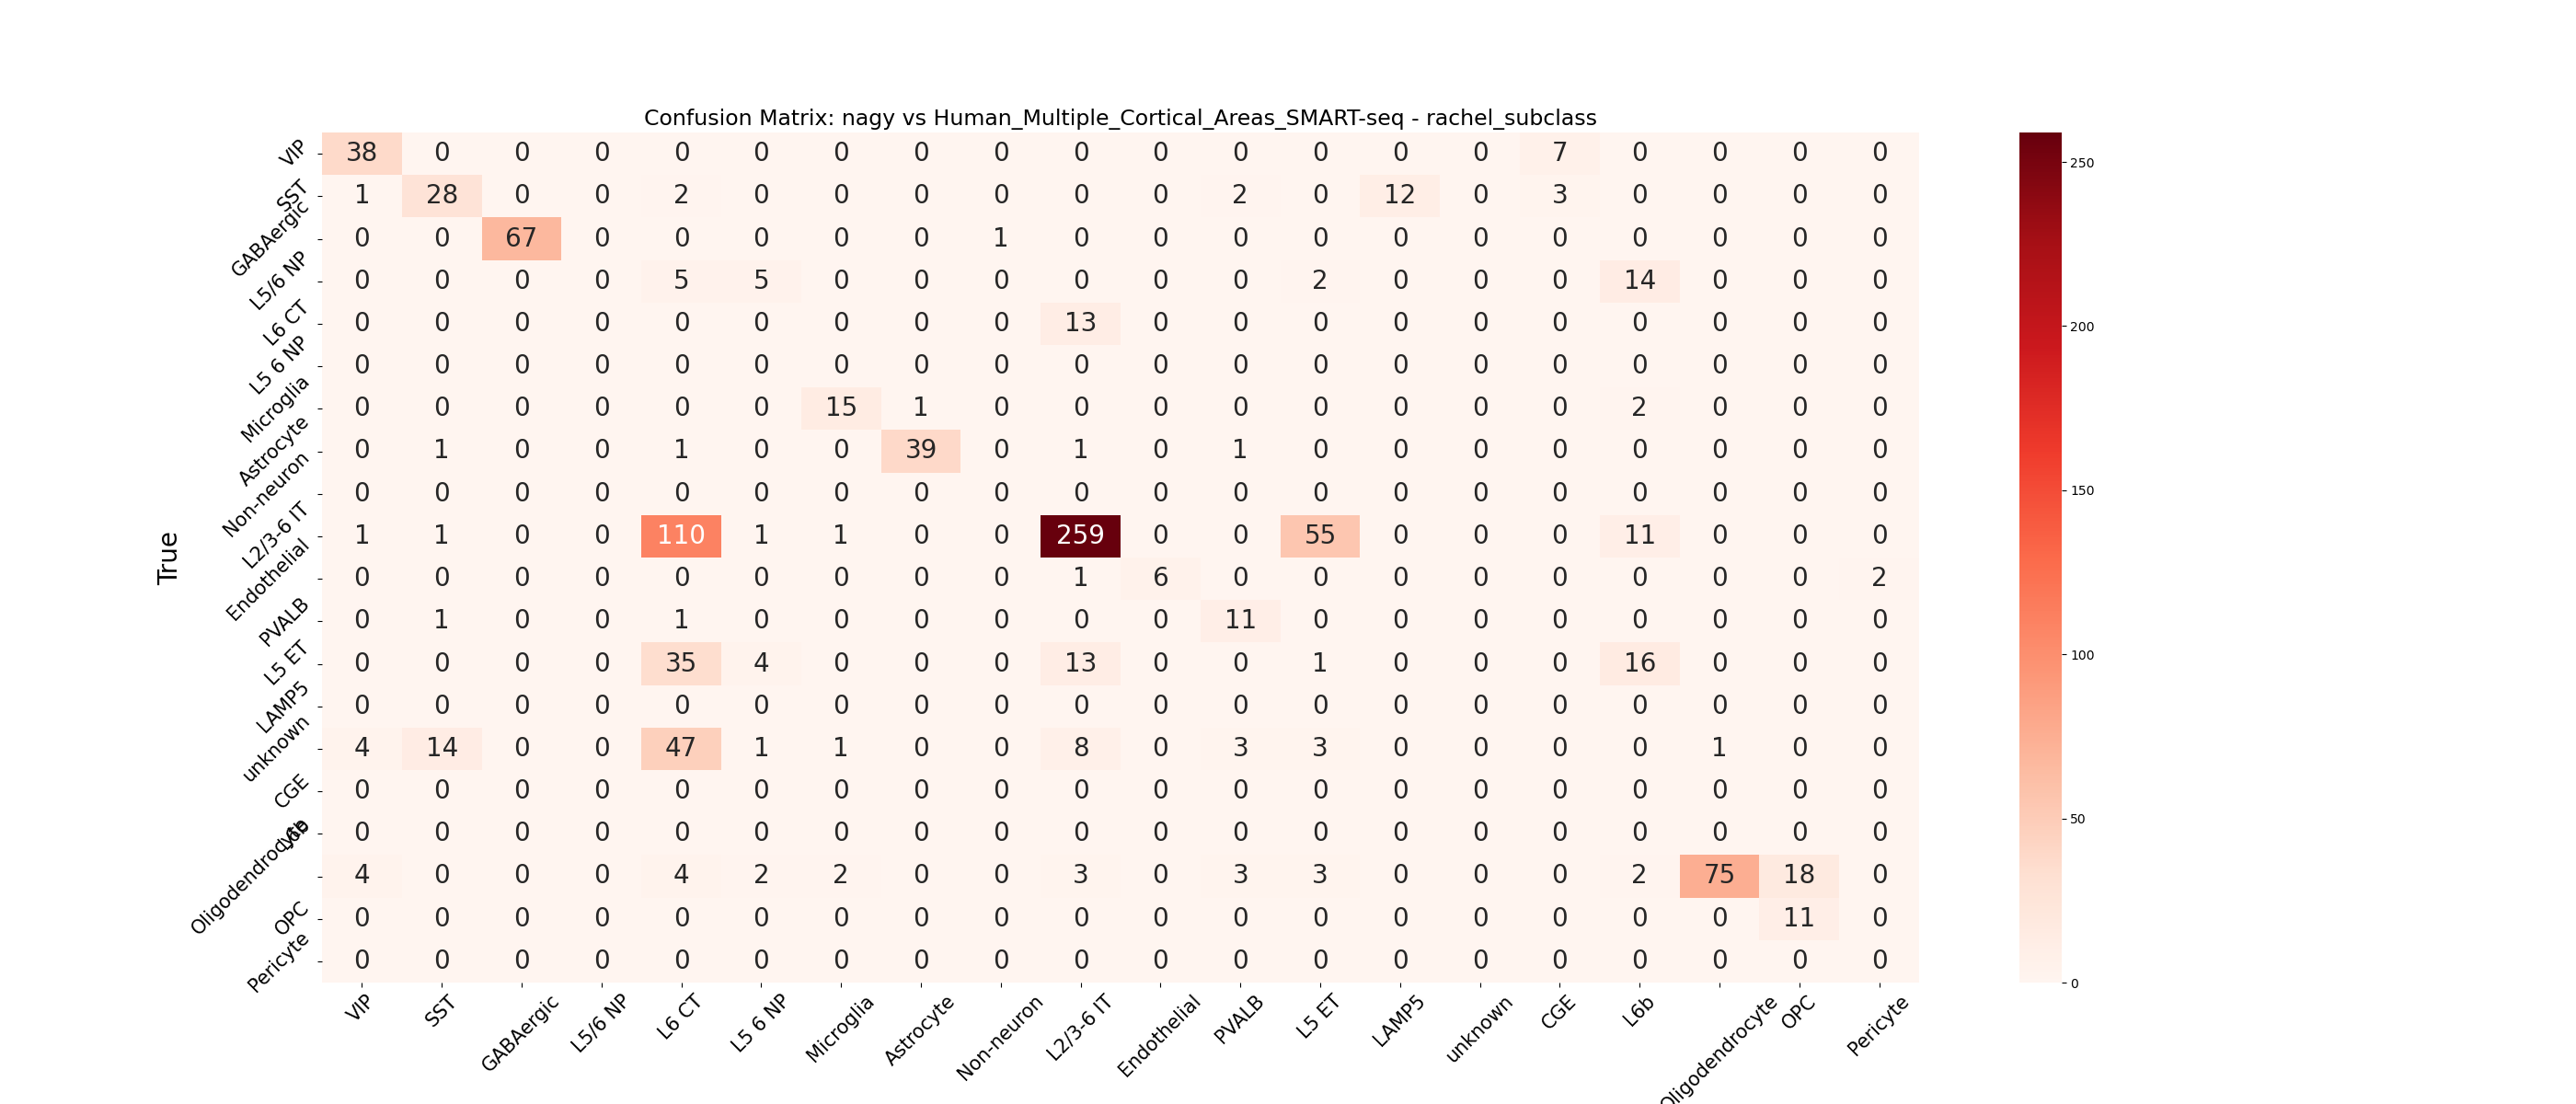 Confusion Matrix: nagy vs Human_Multiple_Cortical_Areas_SMART-seq - rachel_subclass
True
VIP 38 0 0 0 0 0 0 0 0 0 0 0 0 0 0 7 0 0 0 0
SST 1 28 0 0 2 0 0 0 0 0 0 2 0 12 0 3 0 0 0 0
GABAergic 0 0 67 0 0 0 0 0 1 0 0 0 0 0 0 0 0 0 0 0
L5/6 NP 0 0 0 0 5 5 0 0 0 0 0 0 2 0 0 0 14 0 0 0
L6 CT 0 0 0 0 0 0 0 0 0 13 0 0 0 0 0 0 0 0 0 0
L5 6 NP 0 0 0 0 0 0 0 0 0 0 0 0 0 0 0 0 0 0 0 0
Microglia 0 0 0 0 0 0 15 1 0 0 0 0 0 0 0 0 2 0 0 0
Astrocyte 0 1 0 0 1 0 0 39 0 1 0 1 0 0 0 0 0 0 0 0
Non-neuron 0 0 0 0 0 0 0 0 0 0 0 0 0 0 0 0 0 0 0 0
L2/3-6 IT 1 1 0 0 110 1 1 0 0 259 0 0 55 0 0 0 11 0 0 0
Endothelial 0 0 0 0 0 0 0 0 0 1 6 0 0 0 0 0 0 0 0 2
PVALB 0 1 0 0 1 0 0 0 0 0 0 11 0 0 0 0 0 0 0 0
L5 ET 0 0 0 0 35 4 0 0 0 13 0 0 1 0 0 0 16 0 0 0
LAMP5 0 0 0 0 0 0 0 0 0 0 0 0 0 0 0 0 0 0 0 0
unknown 4 14 0 0 47 1 1 0 0 8 0 3 3 0 0 0 0 1 0 0
CGE 0 0 0 0 0 0 0 0 0 0 0 0 0 0 0 0 0 0 0 0
L6b 0 0 0 0 0 0 0 0 0 0 0 0 0 0 0 0 0 0 0 0
Oligodendrocyte 4 0 0 0 4 2 2 0 0 3 0 3 3 0 0 0 2 75 18 0
OPC 0 0 0 0 0 0 0 0 0 0 0 0 0 0 0 0 0 0 11 0
Pericyte 0 0 0 0 0 0 0 0 0 0 0 0 0 0 0 0 0 0 0 0
VIP SST GABAergic L5/6 NP L6 CT L5 6 NP Microglia Astrocyte Non-neuron L2/3-6 IT Endothelial PVALB L5 ET LAMP5 unknown CGE L6b Oligodendrocyte OPC Pericyte
250
200
150
100
50
0